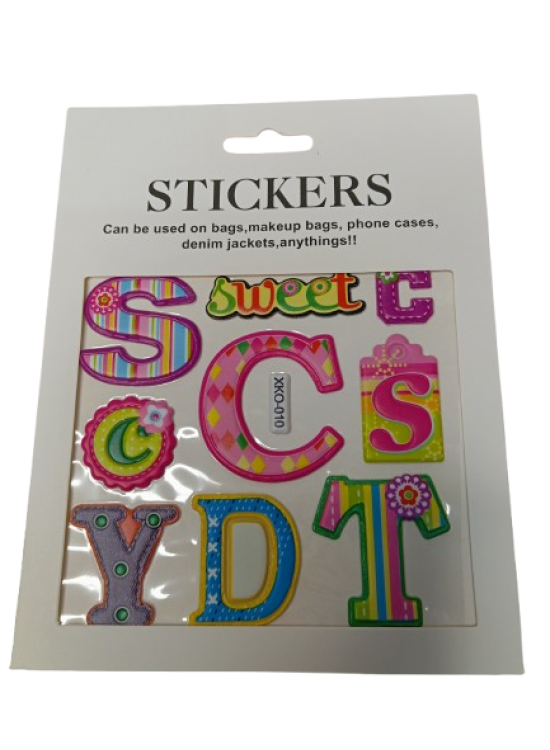 STICKERS
Can be used on bags,makeup bags, phone cases,
denim jackets,anythings!!
S sweet C
C XKO-010 S
C
Y D T